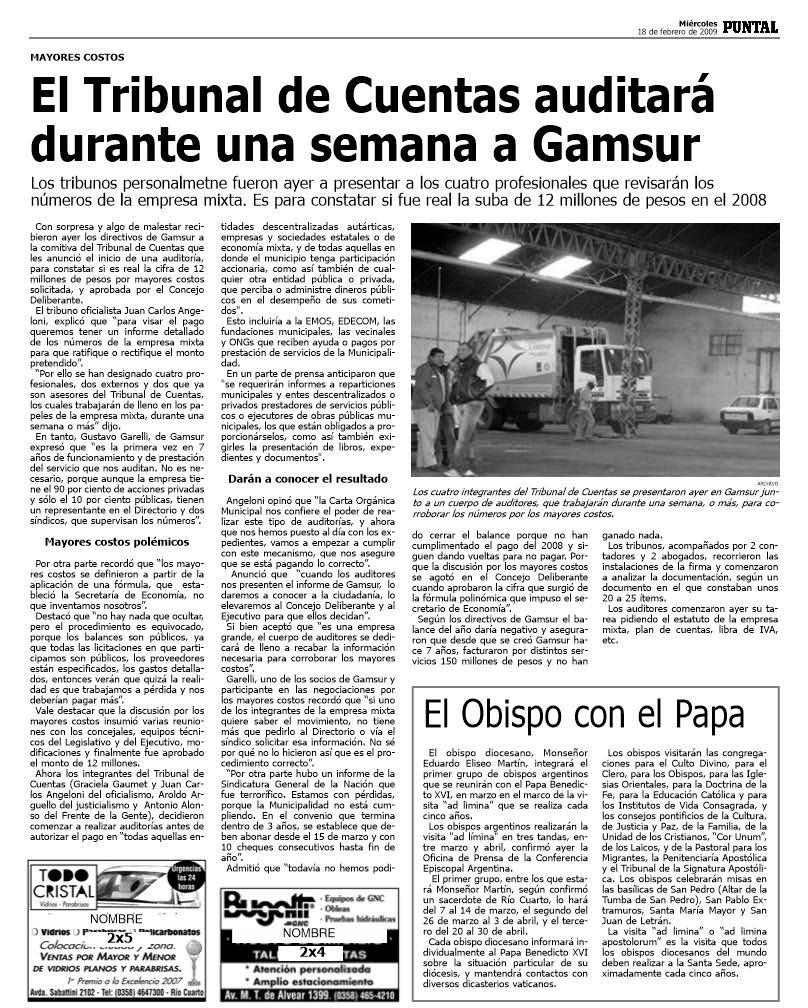 Miércoles
18 de febrero de 2009 PUNTAL
MAYORES COSTOS
El Tribunal de Cuentas auditará
durante una semana a Gamsur
Los tribunos personalmetne fueron ayer a presentar a los cuatro profesionales que revisarán los
números de la empresa mixta. Es para constatar si fue real la suba de 12 millones de pesos en el 2008
Con sorpresa y algo de malestar reci-
bieron ayer los directivos de Gamsur a
la comitiva del Tribunal de Cuentas que
les anunció el inicio de una auditoría,
para constatar si es real la cifra de 12
millones de pesos por mayores costos
solicitada, y aprobada por el Concejo
Deliberante.
El tribuno oficialista Juan Carlos Ange-
loni, explicó que “para visar el pago
queremos tener un informe detallado
de los números de la empresa mixta
para que ratifique o rectifique el monto
pretendido”.
“Por ello se han designado cuatro pro-
fesionales, dos externos y dos que ya
son asesores del Tribunal de Cuentas,
los cuales trabajarán de lleno en los pa-
peles de la empresa mixta, durante una
semana o más” dijo.
En tanto, Gustavo Garelli, de Gamsur
expresó que “es la primera vez en 7
años de funcionamiento y de prestación
del servicio que nos auditan. No es ne-
cesario, porque aunque la empresa tie-
ne el 90 por ciento de acciones privadas
y sólo el 10 por ciento públicas, tienen
un representante en el Directorio y dos
síndicos, que supervisan los números”.
Mayores costos polémicos
Por otra parte recordó que “los mayo-
res costos se definieron a partir de la
aplicación de una fórmula, que esta-
bleció la Secretaría de Economía, no
que inventamos nosotros”.
Destacó que “no hay nada que ocultar,
pero el procedimiento es equivocado,
porque los balances son públicos, ya
que todas las licitaciones en que parti-
cipamos son públicos, los proveedores
están especificados, los gastos detalla-
dos, entonces verán que quizá la reali-
dad es que trabajamos a pérdida y nos
deberían pagar más”.
Vale destacar que la discusión por los
mayores costos insumió varias reunio-
nes con los concejales, equipos técnicos
del Legislativo y del Ejecutivo, mo-
dificaciones y finalmente fue aprobado
el monto de 12 millones.
Ahora los integrantes del Tribunal de
Cuentas (Graciela Gaumet y Juan Car-
los Angeloni del oficialismo, Aroldo Ar-
guello del justicialismo y Antonio Alon-
so del Frente de la Gente), decidieron
comenzar a realizar auditorías antes de
autorizar el pago en “todas aquellas en-
tidades descentralizadas autárticas,
empresas y sociedades estatales o de
economía mixta, y de todas aquellas en
donde el municipio tenga participación
accionaria, como así también de cual-
quier otra entidad pública o privada,
que perciba o administre dineros públi-
cos en el desempeño de sus cometi-
dos".
Esto incluiría a la EMOS, EDECOM, las
fundaciones municipales, las vecinales
y ONGs que reciben ayuda o pagos por
prestación de servicios de la Municipali-
dad.
En un parte de prensa anticiparon que
"se requerirán informes a reparticiones
municipales y entes descentralizados o
privados prestadores de servicios públi-
cos o ejecutores de obras públicas mu-
nicipales, los que están obligados a pro-
porcionárselos, como así también exi-
girles la presentación de libros, expe-
dientes y documentos".
Darán a conocer el resultado
Angeloni opinó que “la Carta Orgánica
Municipal nos confiere el poder de rea-
lizar este tipo de auditorías, y ahora
que nos hemos puesto al día con los ex-
pedientes, vamos a empezar a cumplir
con este mecanismo, que nos asegure
que se está pagando lo correcto”.
Anunció que “cuando los auditores
nos presenten el informe de Gamsur, lo
daremos a conocer a la ciudadanía, lo
elevaremos al Concejo Deliberante y al
Ejecutivo para que ellos decidan”.
Si bien aceptó que “es una empresa
grande, el cuerpo de auditores se dedi-
cará de lleno a recabar la información
necesaria para corroborar los mayores
costos”.
Garelli, uno de los socios de Gamsur y
participante en las negociaciones por
los mayores costos recordó que “si uno
de los integrantes de la empresa mixta
quiere saber el movimiento, no tiene
más que pedirlo al Directorio o vía el
síndico solicitar esa información. No sé
por qué no lo hicieron así que es el pro-
cedimiento correcto”.
“Por otra parte hubo un informe de la
Sindicatura General de la Nación que
fue terrorífico. Estamos con pérdidas,
porque la Municipalidad no está cum-
pliendo. En el convenio que termina
dentro de 3 años, se establece que de-
ben abonar desde el 15 de marzo y con
10 cheques consecutivos hasta fin de
año”.
Admitió que “todavía no hemos podi-
ARCHIVO
Los cuatro integrantes del Tribunal de Cuentas se presentaron ayer en Gamsur jun-
to a un cuerpo de auditores, que trabajarán durante una semana, o más, para co-
rroborar los números por los mayores costos.
do cerrar el balance porque no han
cumplimentado el pago del 2008 y si-
guen dando vueltas para no pagar. Por-
que la discusión por los mayores costos
se agotó en el Concejo Deliberante
cuando aprobaron la cifra que surgió de
la fórmula polinómica que impuso el se-
cretario de Economía”.
Según los directivos de Gamsur el ba-
lance del año daría negativo y asegura-
ron que desde que se creó Gamsur ha-
ce 7 años, facturaron por distintos ser-
vicios 150 millones de pesos y no han
ganado nada.
Los tribunos, acompañados por 2 con-
tadores y 2 abogados, recorrieron las
instalaciones de la firma y comenzaron
a analizar la documentación, según un
documento en el que constaban unos
20 a 25 ítems.
Los auditores comenzaron ayer su ta-
rea pidiendo el estatuto de la empresa
mixta, plan de cuentas, libra de IVA,
etc.
El Obispo con el Papa
El obispo diocesano, Monseñor
Eduardo Eliseo Martín, integrará el
primer grupo de obispos argentinos
que se reunirán con el Papa Benedic-
to XVI, en marzo en el marco de la vi-
sita “ad limina” que se realiza cada
cinco años.
Los obispos argentinos realizarán la
visita "ad limina" en tres tandas, en-
tre marzo y abril, confirmó ayer la
Oficina de Prensa de la Conferencia
Episcopal Argentina.
El primer grupo, entre los que esta-
rá Monseñor Martín, según confirmó
un sacerdote de Río Cuarto, lo hará
del 7 al 14 de marzo, el segundo del
26 de marzo al 3 de abril, y el terce-
ro del 20 al 30 de abril.
Cada obispo diocesano informará in-
dividualmente al Papa Benedicto XVI
sobre la situación particular de su
diócesis, y mantendrá contactos con
diversos dicasterios vaticanos.
Los obispos visitarán las congrega-
ciones para el Culto Divino, para el
Clero, para los Obispos, para las Igle-
sias Orientales, para la Doctrina de la
Fe, para la Educación Católica y para
los Institutos de Vida Consagrada, y
los consejos pontificios de la Cultura,
de Justicia y Paz, de la Familia, de la
Unidad de los Cristianos, “Cor Unum”,
de los Laicos, y de la Pastoral para los
Migrantes, la Penitenciaría Apostólica
y el Tribunal de la Signatura Apostóli-
ca. Los obispos celebrarán misas en
las basílicas de San Pedro (Altar de la
Tumba de San Pedro), San Pablo Ex-
tramuros, Santa María Mayor y San
Juan de Letrán.
La visita “ad limina” o “ad limina
apostolorum” es la visita que todos
los obispos diocesanos del mundo
deben realizar a la Santa Sede, apro-
ximadamente cada cinco años.
TODO
CRISTAL
Vidrios - Parabrisas
Urgencias
las 24
horas
NOMBRE
Vidrios
Policarbonatos
2x5
Colocación
zona.
VENTAS POR MAYOR Y MENOR
DE VIDRIOS PLANOS Y PARABRISAS.
1º Premio a la Excelencia 2007
Avda. Sabattini 2102 - Tel: (0358) 4647300 - Río Cuarto
Bugatti
GNC
- Equipos de GNC
- Obleas
- Pruebas hidráulicas
NOMBRE
2x4
* Atención personalizada
* Amplio estacionamiento
Av. M. T. de Alvear 1399. (0358) 465-4210